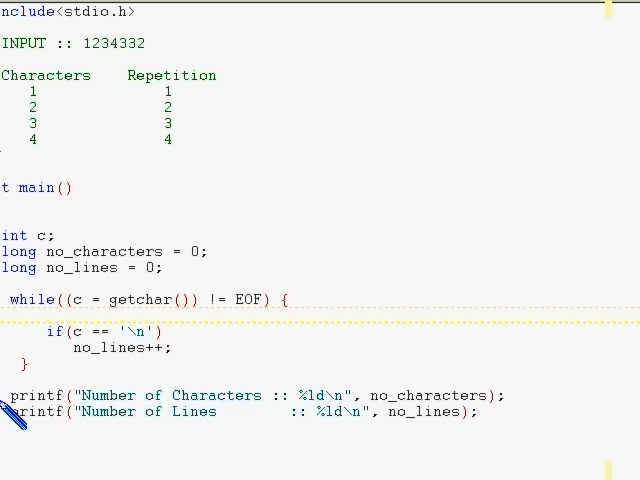 nclude<stdio.h>
INPUT :: 1234332
Characters Repetition
1 1
2 2
3 3
4 4
t main()
int c;
long no_characters = 0;
long no_lines = 0;
while((c = getchar()) != EOF) {
if(c == '\n')
no_lines++;
}
printf("Number of Characters :: %ld\n", no_characters);
printf("Number of Lines :: %ld\n", no_lines);